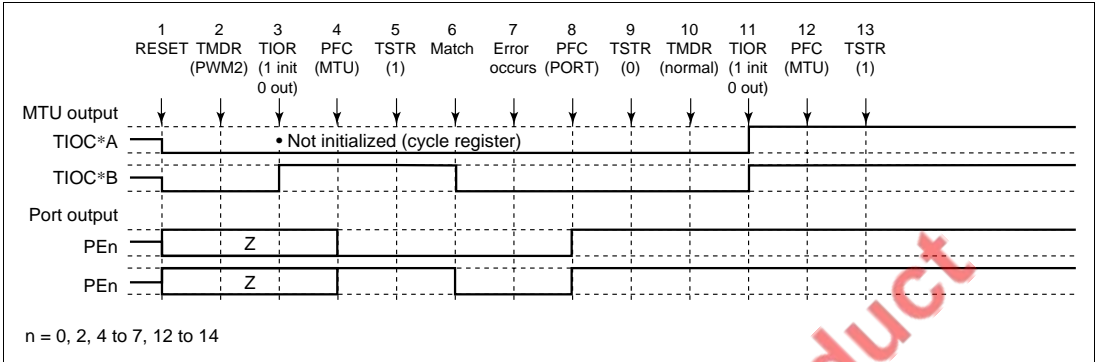 1 2 3 4 5 6 7 8 9 10 11 12 13
RESET TMDR TIOR PFC TSTR Match Error PFC TSTR TMDR TIOR PFC TSTR
(PWM2) (1 init (MTU) (1) occurs (PORT) (0) (normal) (1 init (MTU) (1)
0 out) 0 out)
MTU output
TIOC*A • Not initialized (cycle register)
TIOC*B
Port output
PEn Z
PEn Z
n = 0, 2, 4 to 7, 12 to 14
duct